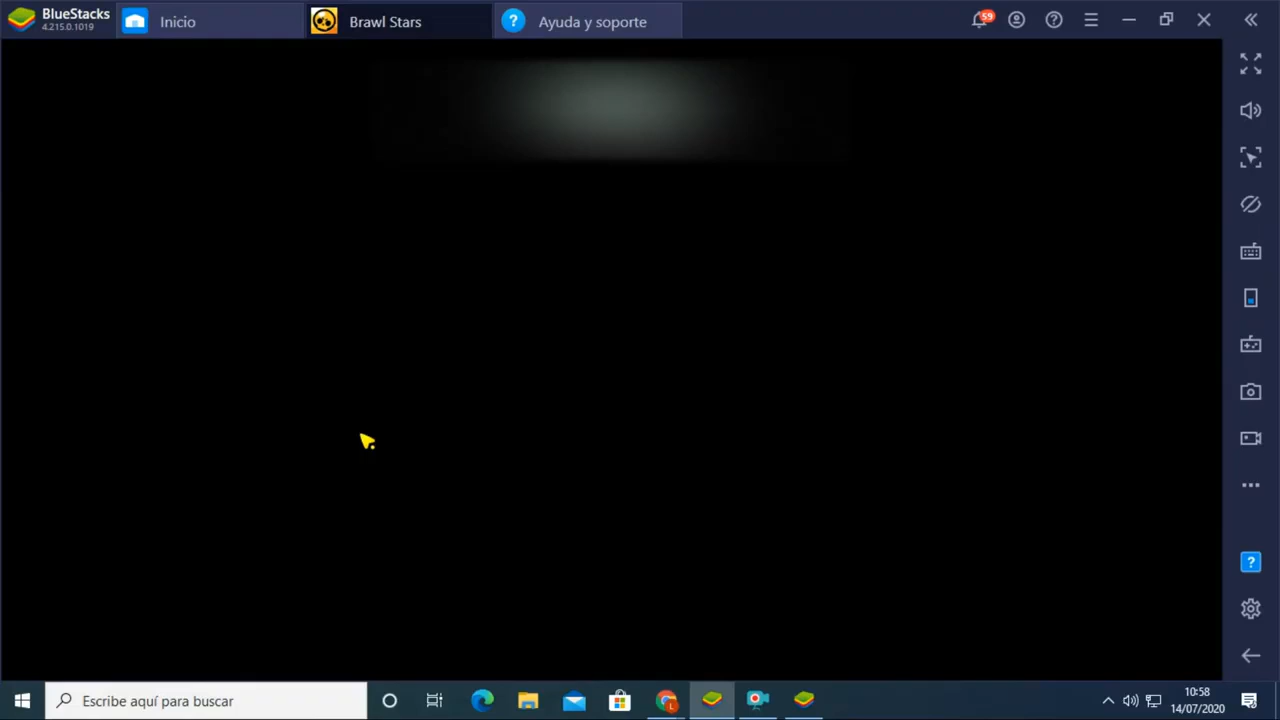 BlueStacks
4.215.0.1019
Inicio
Brawl Stars
Ayuda y soporte
59
Escribe aquí para buscar
10:58
14/07/2020